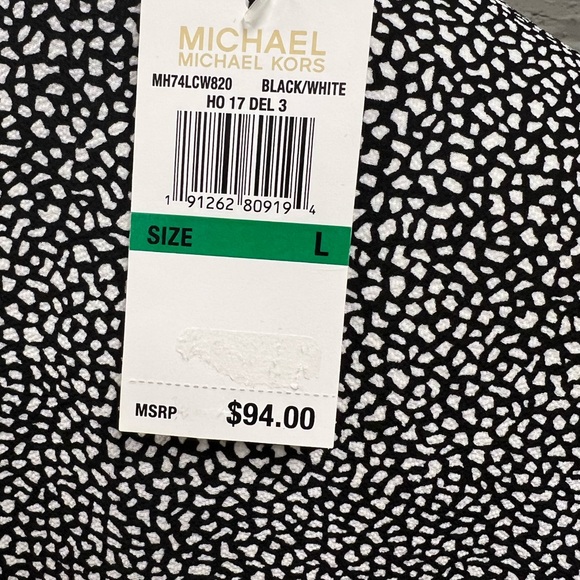 MICHAEL
MICHAEL KORS
MH74LCW820 BLACK/WHITE
HO 17 DEL 3
1 91262 80919 4
SIZE L
MSRP $94.00